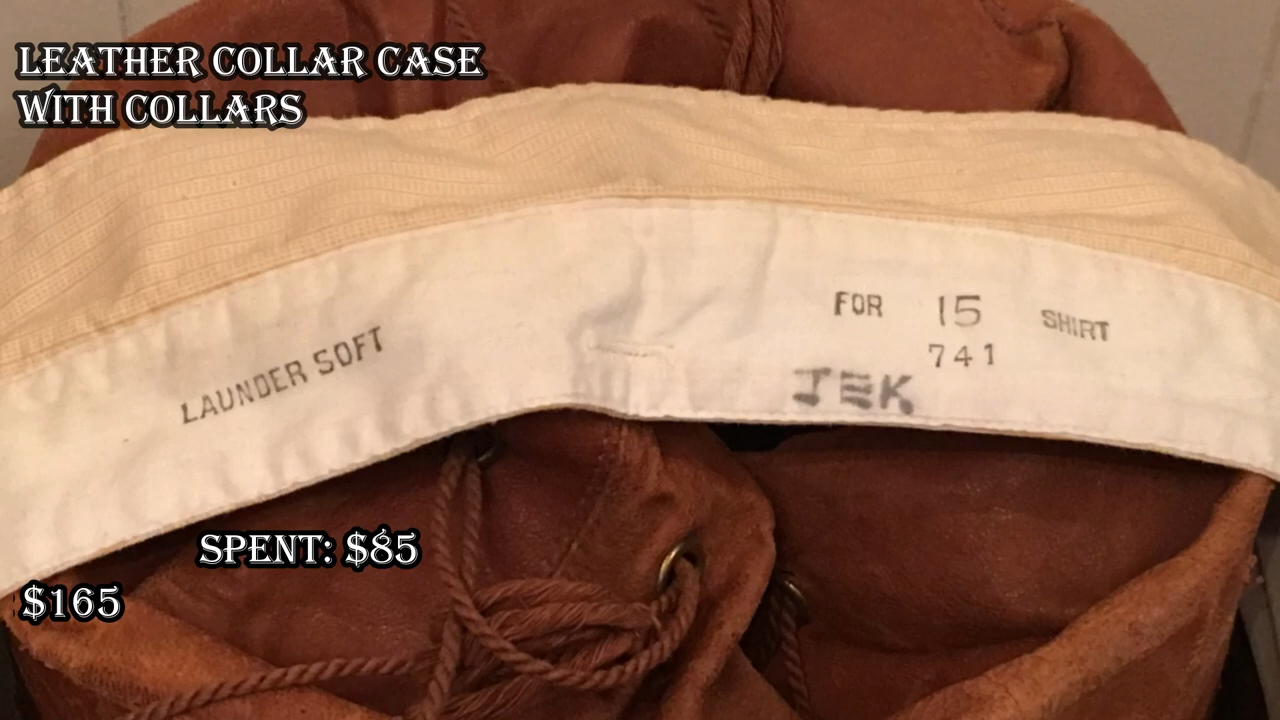 LEATHER COLLAR CASE
WITH COLLARS
FOR 15 SHIRT
741
JEK
LAUNDER SOFT
SPENT: $85
$165